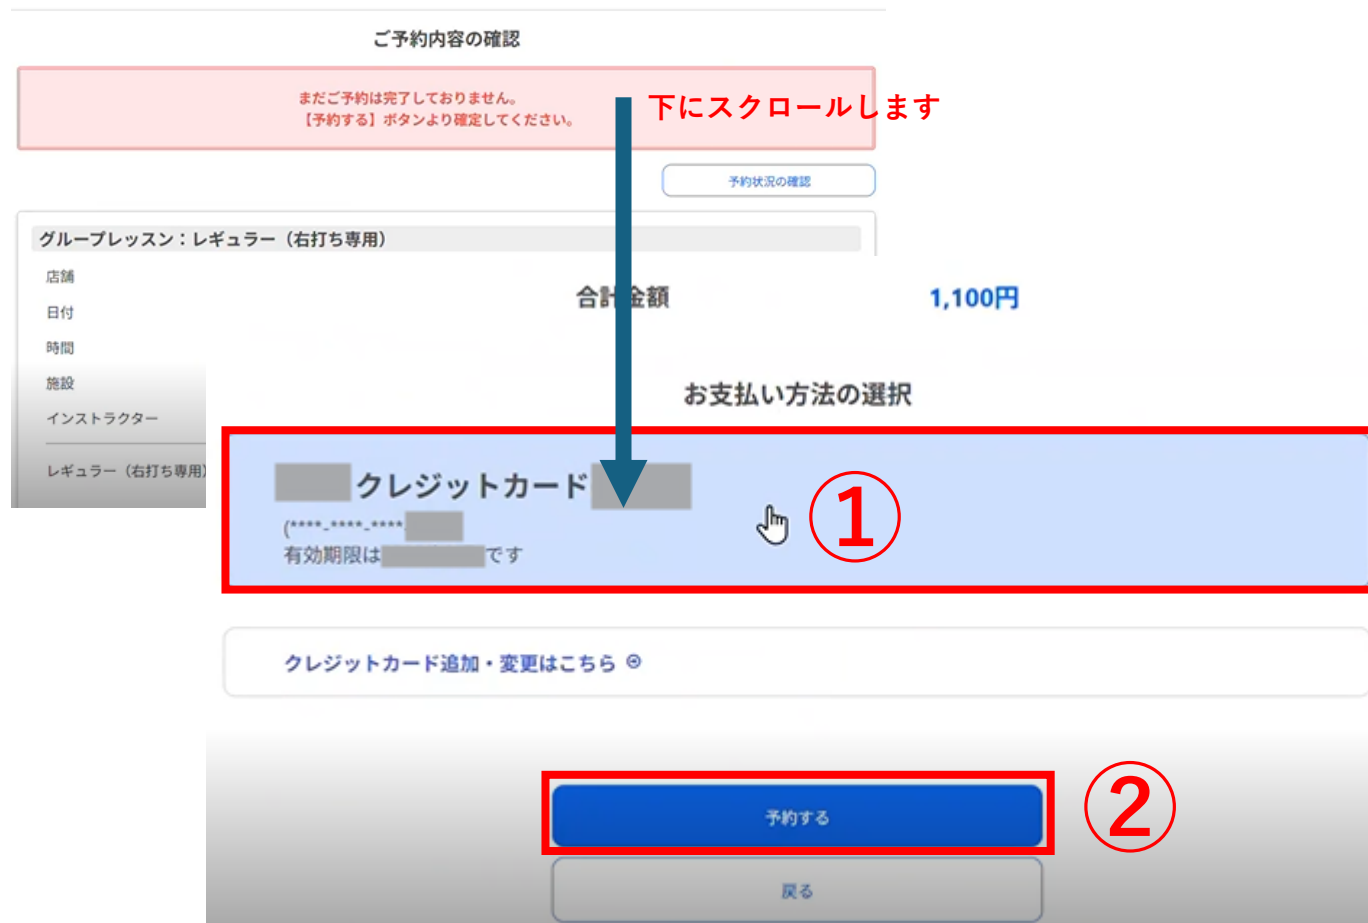 ご予約内容の確認
まだご予約は完了しておりません。
【予約する】ボタンより確定してください。
下にスクロールします
予約状況の確認
グループレッスン：レギュラー（右打ち専用）
店舗
日付
時間
施設
インストラクター
レギュラー（右打ち専用）
合計金額 1,100円
お支払い方法の選択
クレジットカード
(****-****-****
有効期限は です
①
クレジットカード追加・変更はこちら
予約する
②
戻る